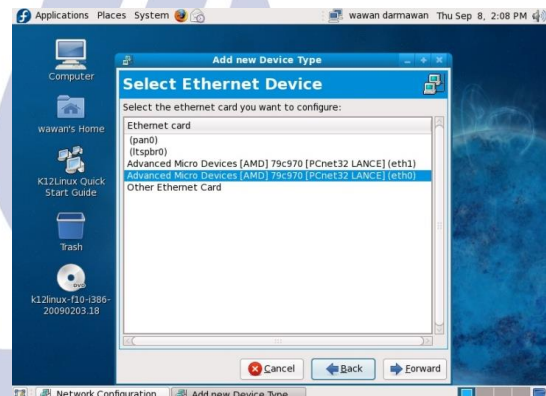 Applications Places System wawan darmawan Thu Sep 8, 2:08 PM
Computer
wawan's Home
K12Linux Quick
Start Guide
Trash
DVD
k12linux-f10-i386-
20090203.18
Add new Device Type
Select Ethernet Device
Select the ethernet card you want to configure:
Ethernet card
(pan0)
(ltspbr0)
Advanced Micro Devices [AMD] 79c970 [PCnet32 LANCE] (eth1)
Advanced Micro Devices [AMD] 79c970 [PCnet32 LANCE] (eth0)
Other Ethernet Card
Cancel Back Forward
Network Configuration Add new Device Type